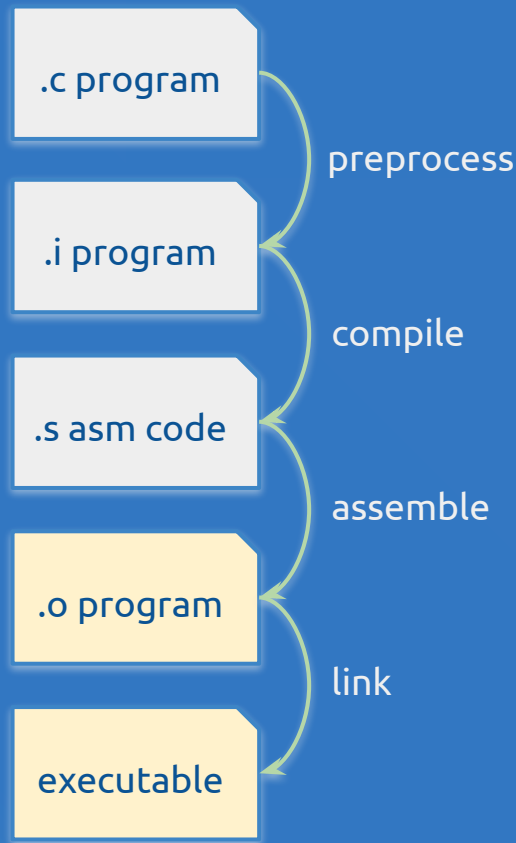 .c program
preprocess
.i program
compile
.s asm code
assemble
.o program
link
executable